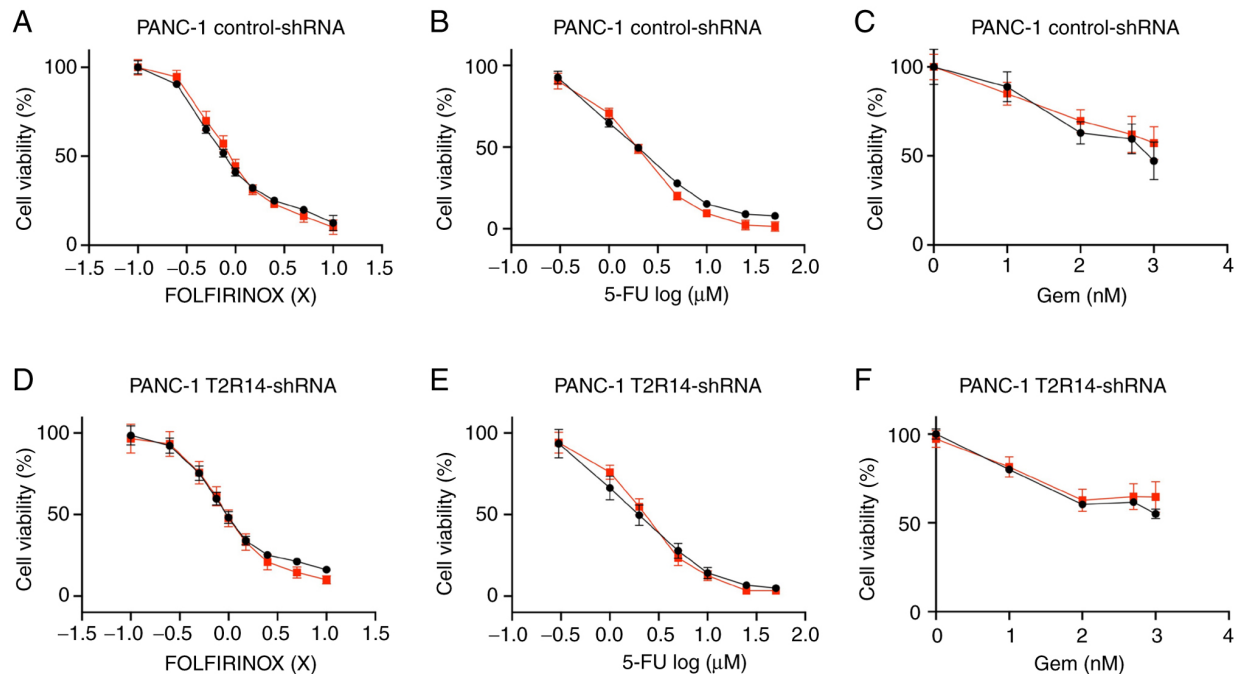 A
PANC-1 control-shRNA
Cell viability (%)
100
50
0
–1.5 –1.0 –0.5 0.0 0.5 1.0 1.5
FOLFIRINOX (X)
B
PANC-1 control-shRNA
Cell viability (%)
100
50
0
–1.0 –0.5 0.0 0.5 1.0 1.5 2.0
5-FU log (μM)
C
PANC-1 control-shRNA
Cell viability (%)
100
50
0
0 1 2 3 4
Gem (nM)
D
PANC-1 T2R14-shRNA
Cell viability (%)
100
50
0
–1.5 –1.0 –0.5 0.0 0.5 1.0 1.5
FOLFIRINOX (X)
E
PANC-1 T2R14-shRNA
Cell viability (%)
100
50
0
–1.0 –0.5 0.0 0.5 1.0 1.5 2.0
5-FU log (μM)
F
PANC-1 T2R14-shRNA
Cell viability (%)
100
50
0
0 1 2 3 4
Gem (nM)